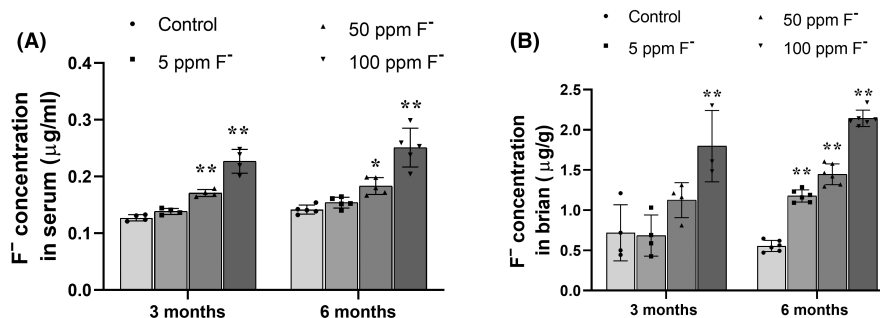 (A)
Control
5 ppm F⁻
50 ppm F⁻
100 ppm F⁻
F⁻ concentration
in serum (μg/ml)
0.4
0.3
0.2
0.1
0.0
**
**
*
**
3 months
6 months
(B)
Control
5 ppm F⁻
50 ppm F⁻
100 ppm F⁻
F⁻ concentration
in brian (μg/g)
2.5
2.0
1.5
1.0
0.5
0.0
**
**
**
**
3 months
6 months